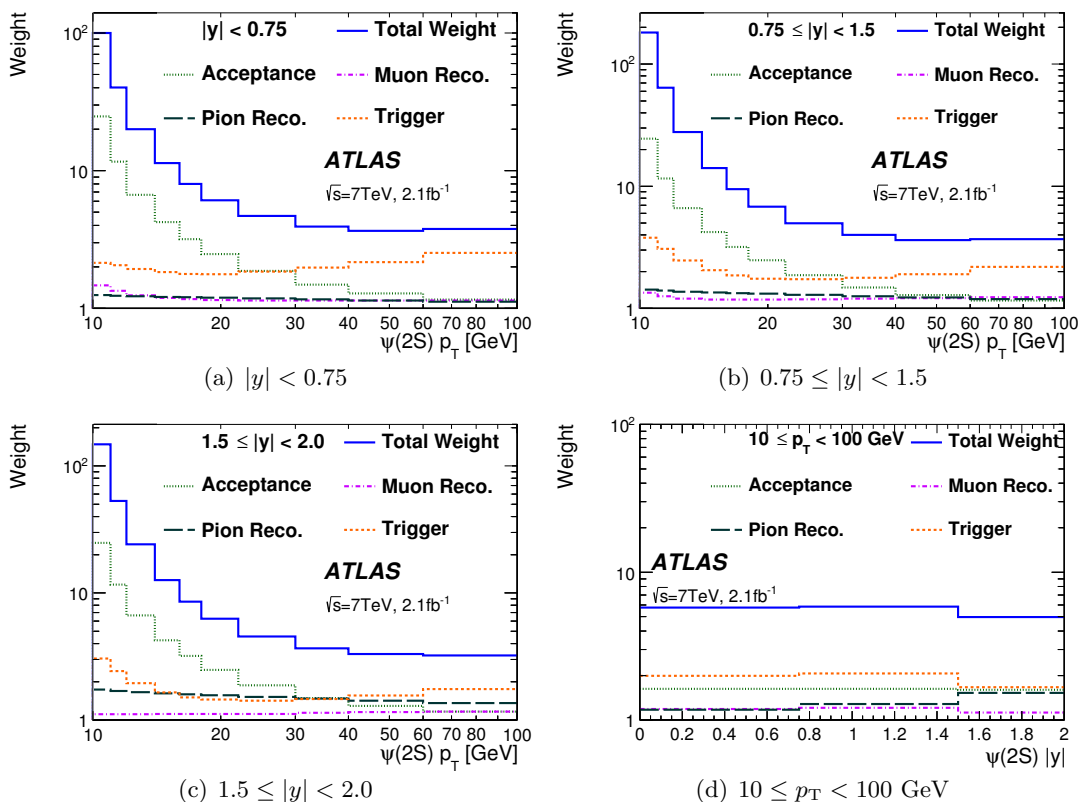 Weight
|y| < 0.75
Total Weight
Acceptance
Muon Reco.
Pion Reco.
Trigger
ATLAS
√s=7TeV, 2.1fb⁻¹
10²
10
1
10 20 30 40 50 60 70 80 100
ψ(2S) p_T [GeV]
(a) |y| < 0.75
Weight
0.75 ≤ |y| < 1.5
Total Weight
Acceptance
Muon Reco.
Pion Reco.
Trigger
ATLAS
√s=7TeV, 2.1fb⁻¹
10²
10
1
10 20 30 40 50 60 70 80 100
ψ(2S) p_T [GeV]
(b) 0.75 ≤ |y| < 1.5
Weight
1.5 ≤ |y| < 2.0
Total Weight
Acceptance
Muon Reco.
Pion Reco.
Trigger
ATLAS
√s=7TeV, 2.1fb⁻¹
10²
10
1
10 20 30 40 50 60 70 80 100
ψ(2S) p_T [GeV]
(c) 1.5 ≤ |y| < 2.0
Weight
10 ≤ p_T < 100 GeV
Total Weight
Acceptance
Muon Reco.
Pion Reco.
Trigger
ATLAS
√s=7TeV, 2.1fb⁻¹
10²
10
1
0 0.2 0.4 0.6 0.8 1 1.2 1.4 1.6 1.8 2
ψ(2S) |y|
(d) 10 ≤ p_T < 100 GeV